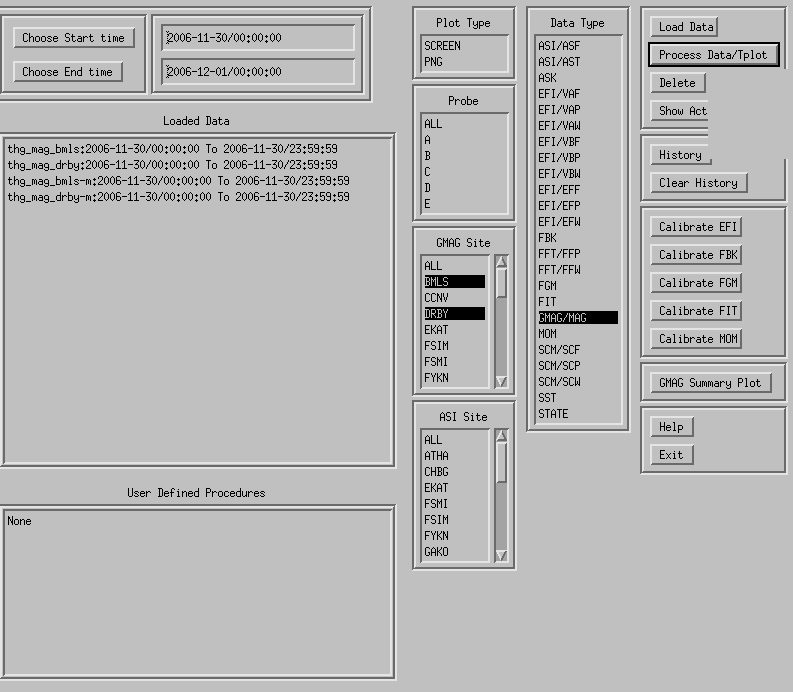 Choose Start time
2006-11-30/00:00:00
Choose End time
2006-12-01/00:00:00
Loaded Data
thg_mag_bmls:2006-11-30/00:00:00 To 2006-11-30/23:59:59
thg_mag_drby:2006-11-30/00:00:00 To 2006-11-30/23:59:59
thg_mag_bmls-m:2006-11-30/00:00:00 To 2006-11-30/23:59:59
thg_mag_drby-m:2006-11-30/00:00:00 To 2006-11-30/23:59:59
User Defined Procedures
None
Plot Type
SCREEN
PNG
Probe
ALL
A
B
C
D
E
GMAG Site
ALL
BMLS
CCNV
DRBY
EKAT
FSIM
FSMI
FYKN
ASI Site
ALL
ATHA
CHBG
EKAT
FSMI
FSIM
FYKN
GAKO
Data Type
ASI/ASF
ASI/AST
ASK
EFI/VAF
EFI/VAP
EFI/VAW
EFI/VBF
EFI/VBP
EFI/VBW
EFI/EFF
EFI/EFP
EFI/EFW
FBK
FFT/FFP
FFT/FFW
FGM
FIT
GMAG/MAG
MOM
SCM/SCF
SCM/SCP
SCM/SCW
SST
STATE
Load Data
Process Data/Tplot
Delete
Show Act
History
Clear History
Calibrate EFI
Calibrate FBK
Calibrate FGM
Calibrate FIT
Calibrate MOM
GMAG Summary Plot
Help
Exit